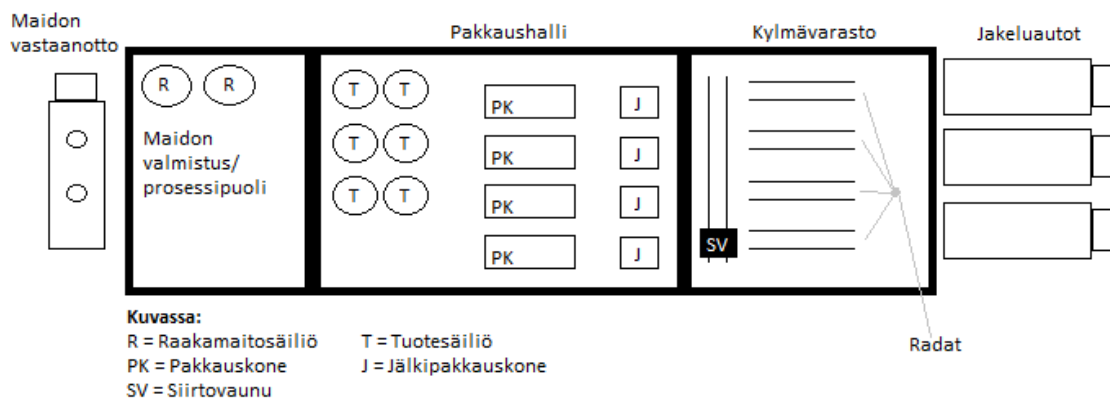 Maidon
vastaanotto
Pakkaushalli
Kylmävarasto
Jakeluautot
R R
Maidon
valmistus/
prosessipuoli
T T
T T
T T
PK J
PK J
PK J
PK J
SV
Radat
Kuvassa:
R = Raakamaitosäiliö T = Tuotesäiliö
PK = Pakkauskone J = Jälkipakkauskone
SV = Siirtovaunu